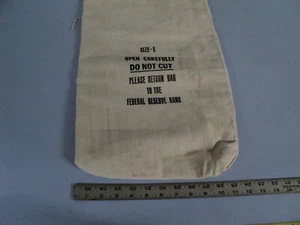 SIZE-2
OPEN CAREFULLY
DO NOT CUT
PLEASE RETURN BAG
TO THE
FEDERAL RESERVE BANK